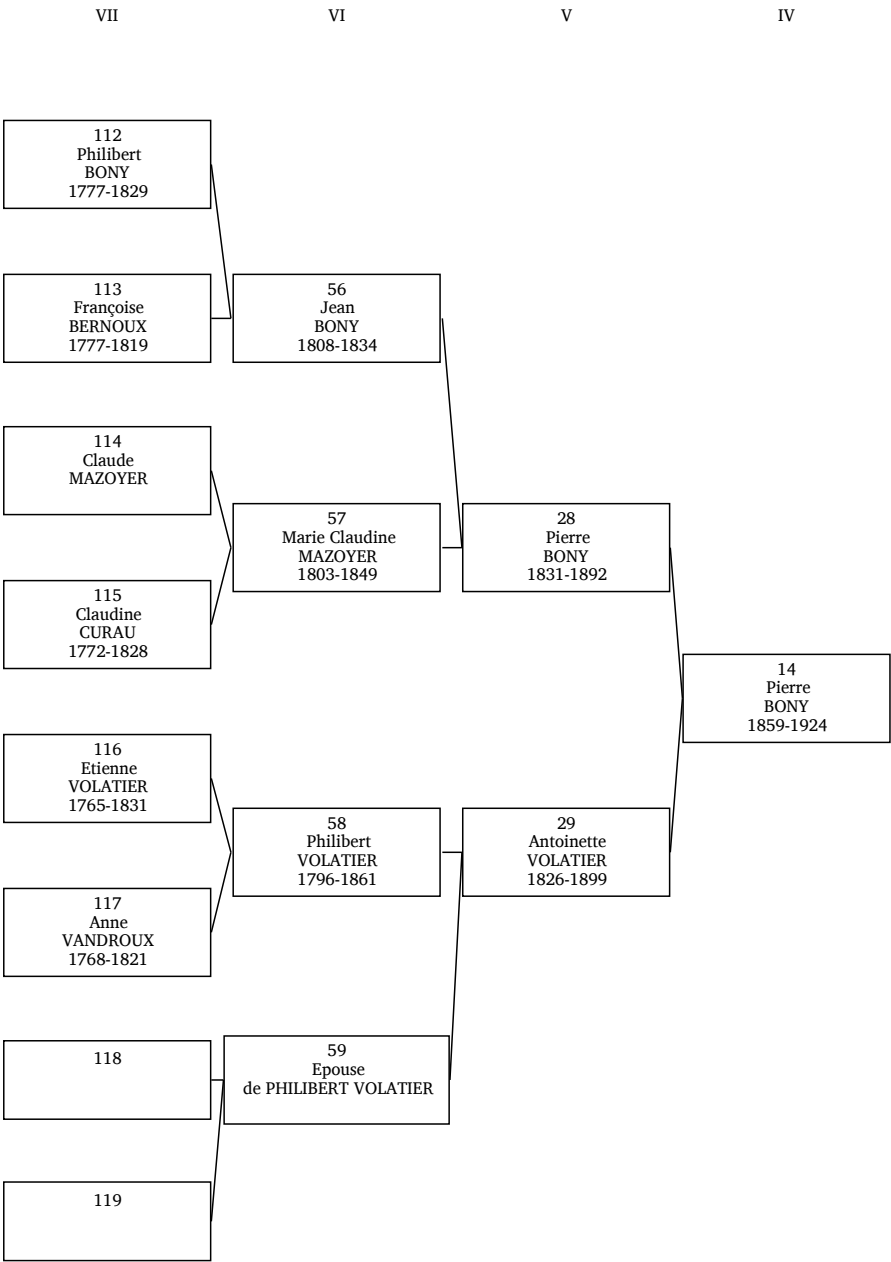 VII
VI
V
IV
112
Philibert
BONY
1777-1829
113
Françoise
BERNOUX
1777-1819
56
Jean
BONY
1808-1834
114
Claude
MAZOYER
57
Marie Claudine
MAZOYER
1803-1849
28
Pierre
BONY
1831-1892
115
Claudine
CURAU
1772-1828
14
Pierre
BONY
1859-1924
116
Etienne
VOLATIER
1765-1831
58
Philibert
VOLATIER
1796-1861
29
Antoinette
VOLATIER
1826-1899
117
Anne
VANDROUX
1768-1821
118
59
Epouse
de PHILIBERT VOLATIER
119